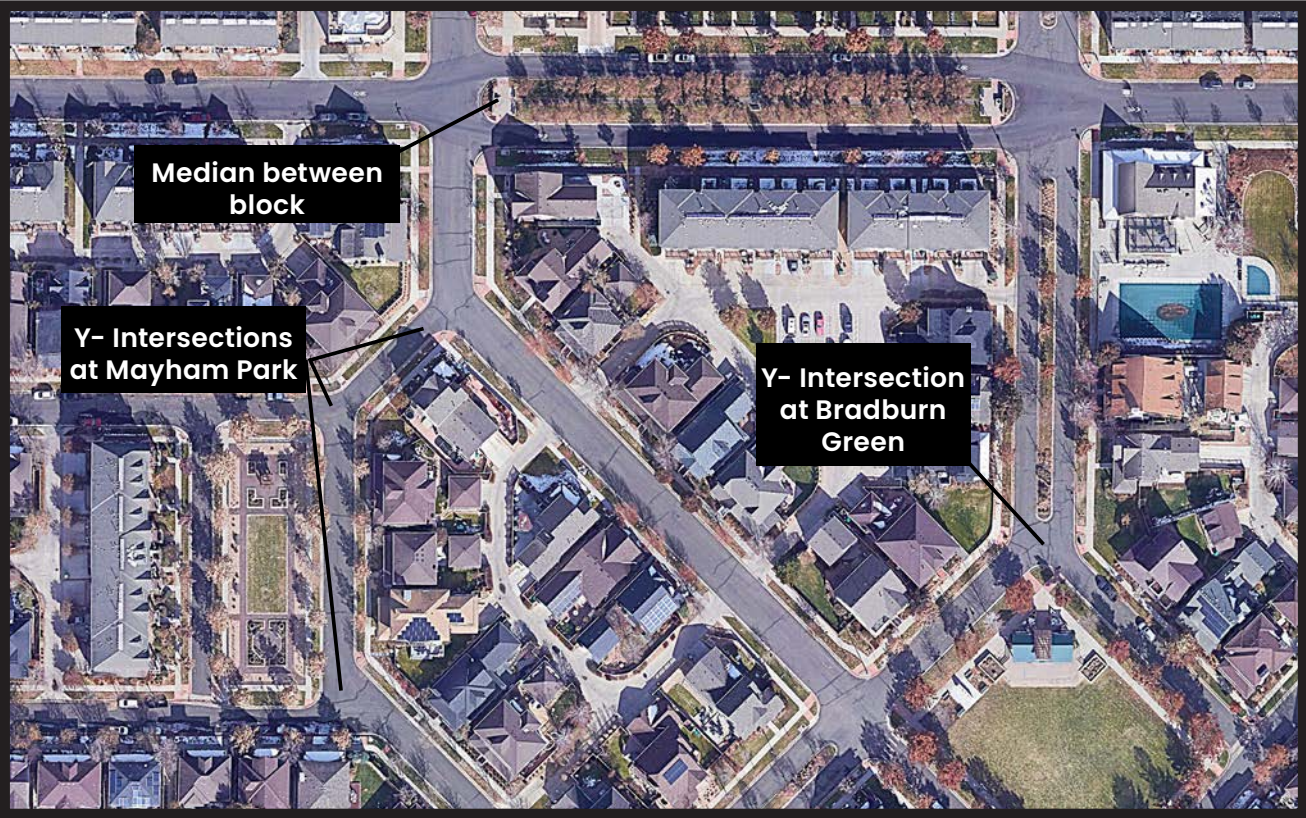 Median between
block
Y- Intersections
at Mayham Park
Y- Intersection
at Bradburn
Green